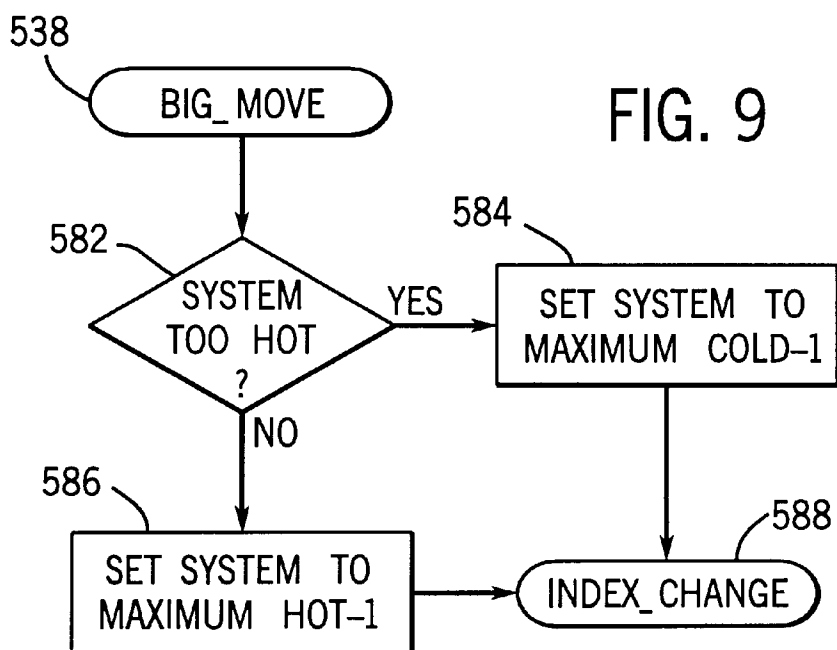 538
BIG_MOVE
FIG. 9
582
SYSTEM
TOO HOT
?
YES
584
SET SYSTEM TO
MAXIMUM COLD-1
NO
586
SET SYSTEM TO
MAXIMUM HOT-1
588
INDEX_CHANGE